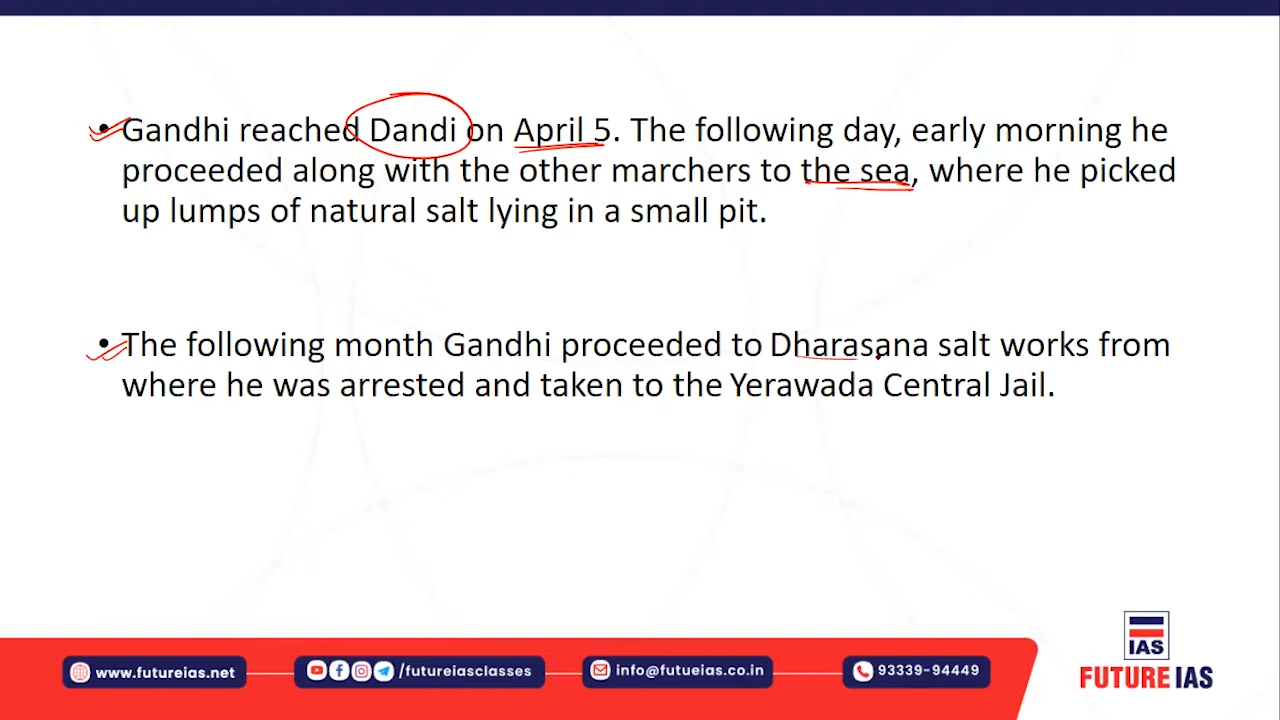 • Gandhi reached Dandi on April 5. The following day, early morning he
proceeded along with the other marchers to the sea, where he picked
up lumps of natural salt lying in a small pit.
• The following month Gandhi proceeded to Dharasana salt works from
where he was arrested and taken to the Yerawada Central Jail.
IAS
FUTURE IAS
www.futureias.net
/futureiasclasses
info@futueias.co.in
93339-94449